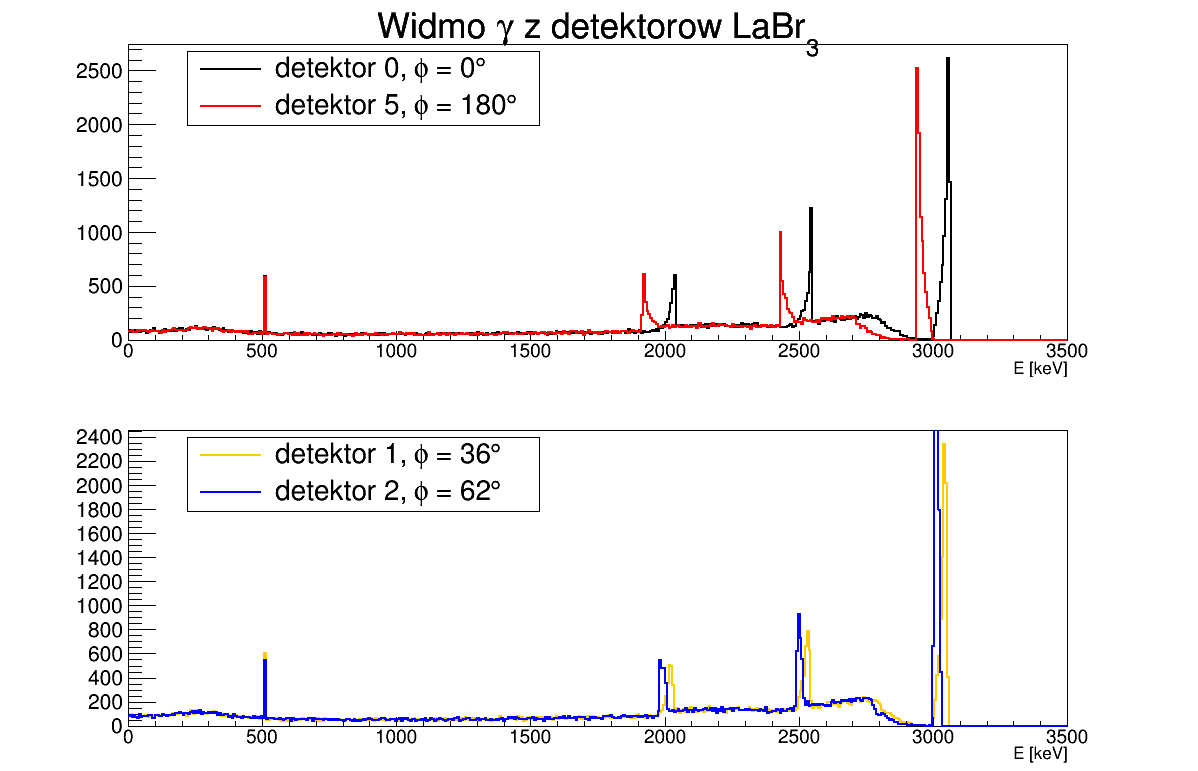 Widmo γ z detektorow LaBr₃
detektor 0, ϕ = 0°
detektor 5, ϕ = 180°
2500
2000
1500
1000
500
0
0 500 1000 1500 2000 2500 3000 3500
E [keV]
detektor 1, ϕ = 36°
detektor 2, ϕ = 62°
2400
2200
2000
1800
1600
1400
1200
1000
800
600
400
200
0
0 500 1000 1500 2000 2500 3000 3500
E [keV]